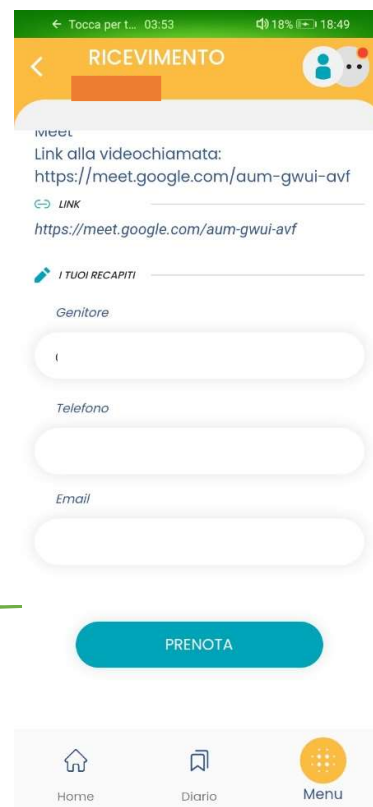 ← Tocca per t... 03:53 18% 18:49
RICEVIMENTO
Meet
Link alla videochiamata:
https://meet.google.com/aum-gwui-avf
LINK
https://meet.google.com/aum-gwui-avf
I TUOI RECAPITI
Genitore
Telefono
Email
PRENOTA
Home Diario Menu